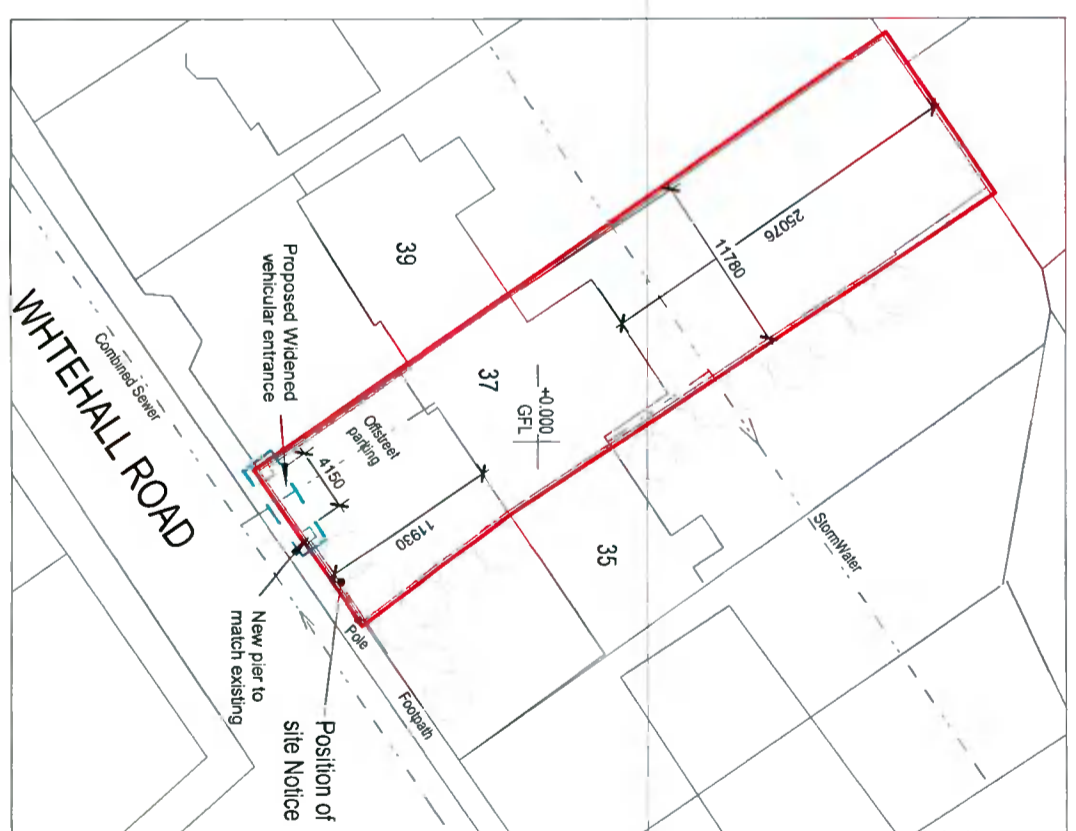 25076
11780
39
Proposed Widened
vehicular entrance
37
+0.000
GFL
Offstreet
parking
4150
11930
35
StormWater
WHTEHALL ROAD
Combined Sewer
Pole
Footpath
New pier to
match existing
Position of
site Notice